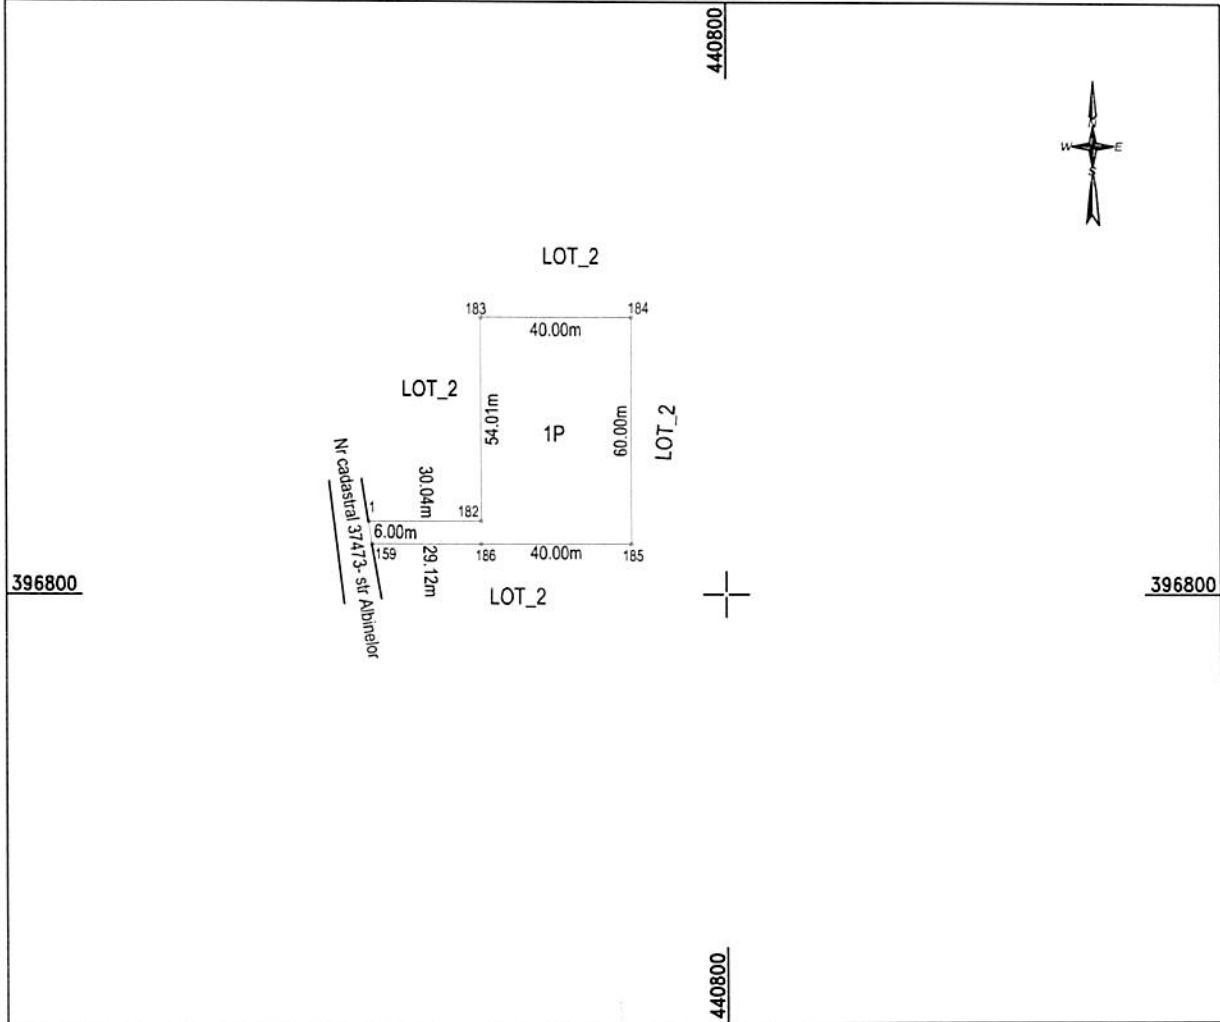 440800
N
W E
S
LOT_2
183 184
40.00m
LOT_2
54.01m
1P
60.00m
LOT_2
Nr cadastral 37473- str Albinelor
1
30.04m
182
6.00m
159
29.12m
186
40.00m
185
LOT_2
396800
396800
440800